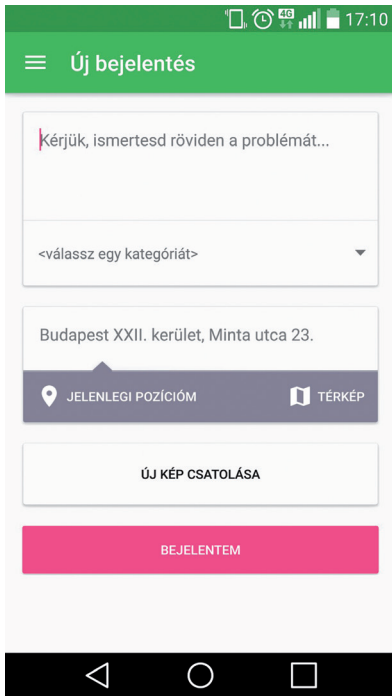 4G 17:10
Új bejelentés
Kérjük, ismertesd röviden a problémát...
<válassz egy kategóriát>
Budapest XXII. kerület, Minta utca 23.
JELENLEGI POZÍCIÓM TÉRKÉP
ÚJ KÉP CSATOLÁSA
BEJELENTEM